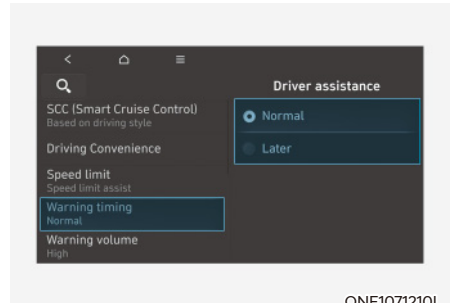 Driver assistance
SCC (Smart Cruise Control)
Based on driving style
Driving Convenience
Speed limit
Speed limit assist
Warning timing
Normal
Warning volume
High
Normal
Later